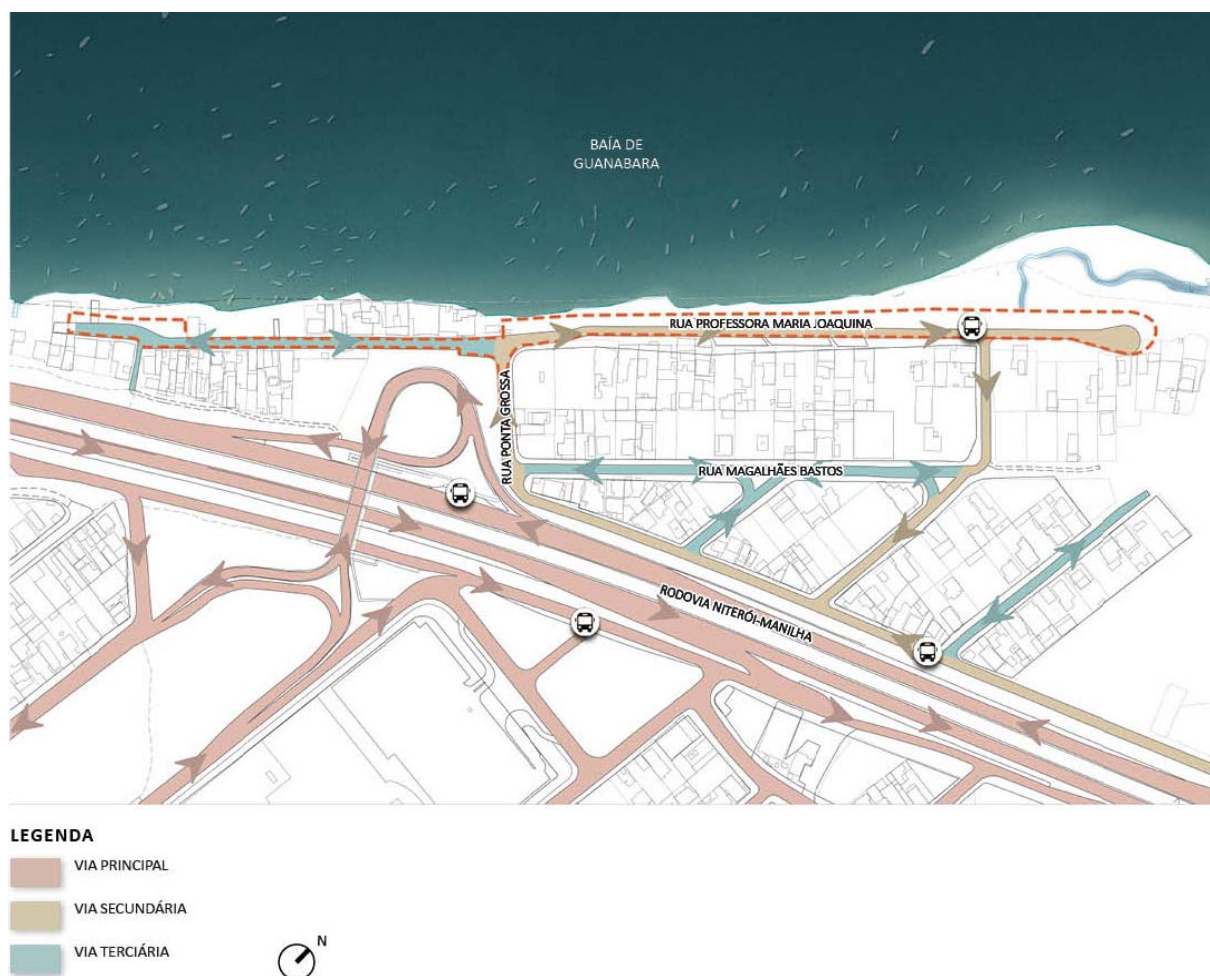 BAÍA DE
GUANABARA
RUA PROFESSORA MARIA JOAQUINA
RUA PONTA GROSSA
RUA MAGALHÃES BASTOS
RODOVIA NITERÓI-MANILHA
LEGENDA
VIA PRINCIPAL
VIA SECUNDÁRIA
VIA TERCIÁRIA
N